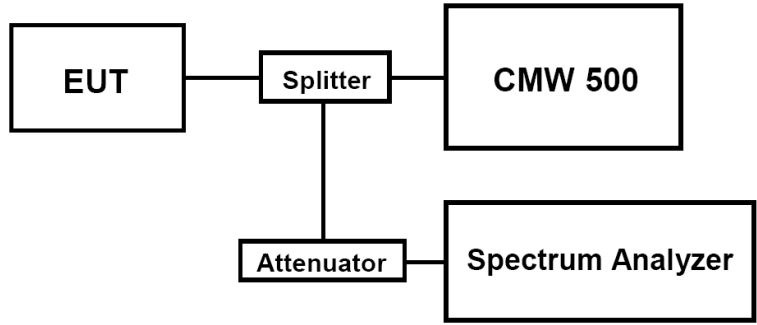 EUT
Splitter
CMW 500
Attenuator
Spectrum Analyzer